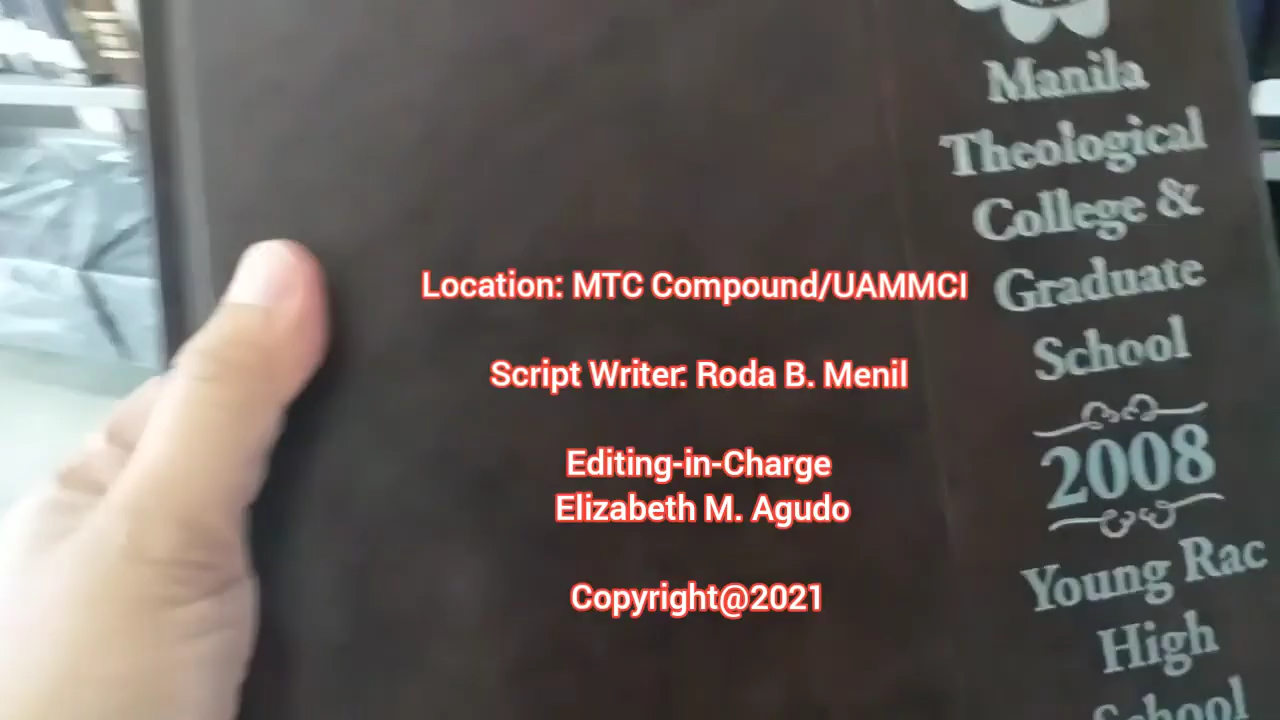 Location: MTC Compound/UAMMCI
Script Writer: Roda B. Menil
Editing-in-Charge
Elizabeth M. Agudo
Copyright@2021
Manila
Theological
College &
Graduate
School
2008
Young Rac
High
School